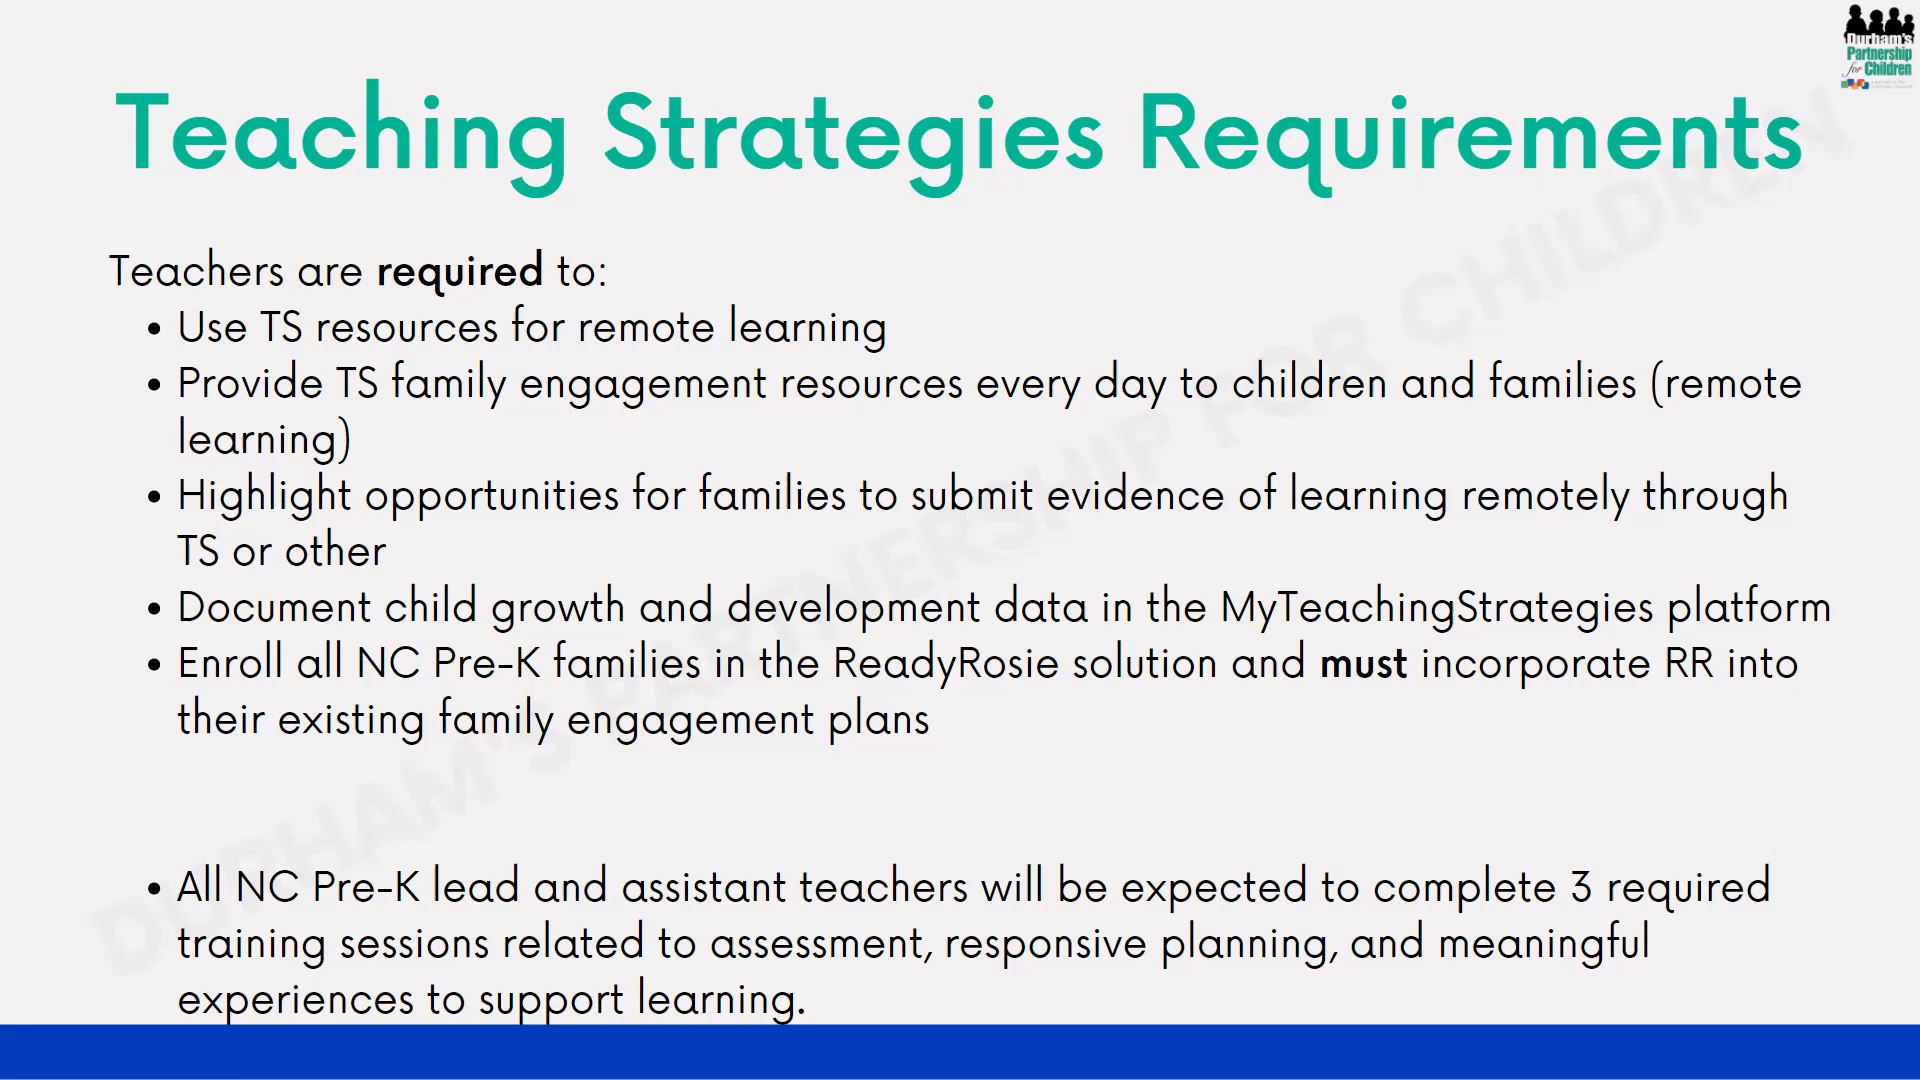 Durham's
Partnership
for Children
Teaching Strategies Requirements
Teachers are required to:
• Use TS resources for remote learning
• Provide TS family engagement resources every day to children and families (remote
learning)
• Highlight opportunities for families to submit evidence of learning remotely through
TS or other
• Document child growth and development data in the MyTeachingStrategies platform
• Enroll all NC Pre-K families in the ReadyRosie solution and must incorporate RR into
their existing family engagement plans
• All NC Pre-K lead and assistant teachers will be expected to complete 3 required
training sessions related to assessment, responsive planning, and meaningful
experiences to support learning.
DURHAM'S PARTNERSHIP FOR CHILDREN